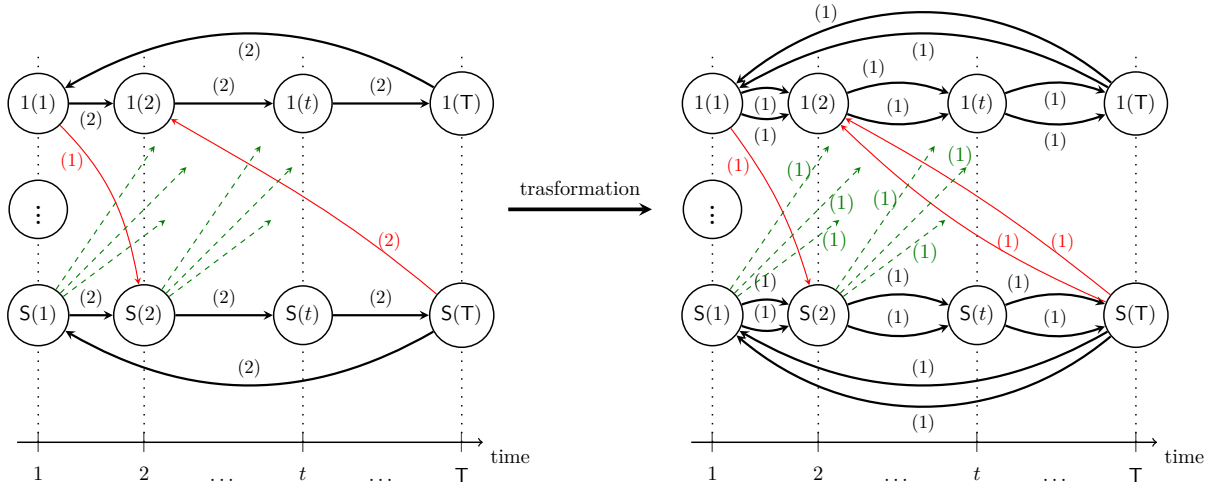 (2)
1(1) (2) 1(2) (2) 1(t) (2) 1(T)
(1)
⋮
(2)
S(1) (2) S(2) (2) S(t) (2) S(T)
(2)
time
1 2 ... t ... T
trasformation
(1)
(1)
1(1) (1) (1) 1(2) (1) (1) 1(t) (1) (1) 1(T)
(1) (1) (1)
(1) (1)
⋮
(1) (1) (1) (1)
S(1) (1) (1) S(2) (1) (1) S(t) (1) (1) S(T)
(1)
(1)
time
1 2 ... t ... T